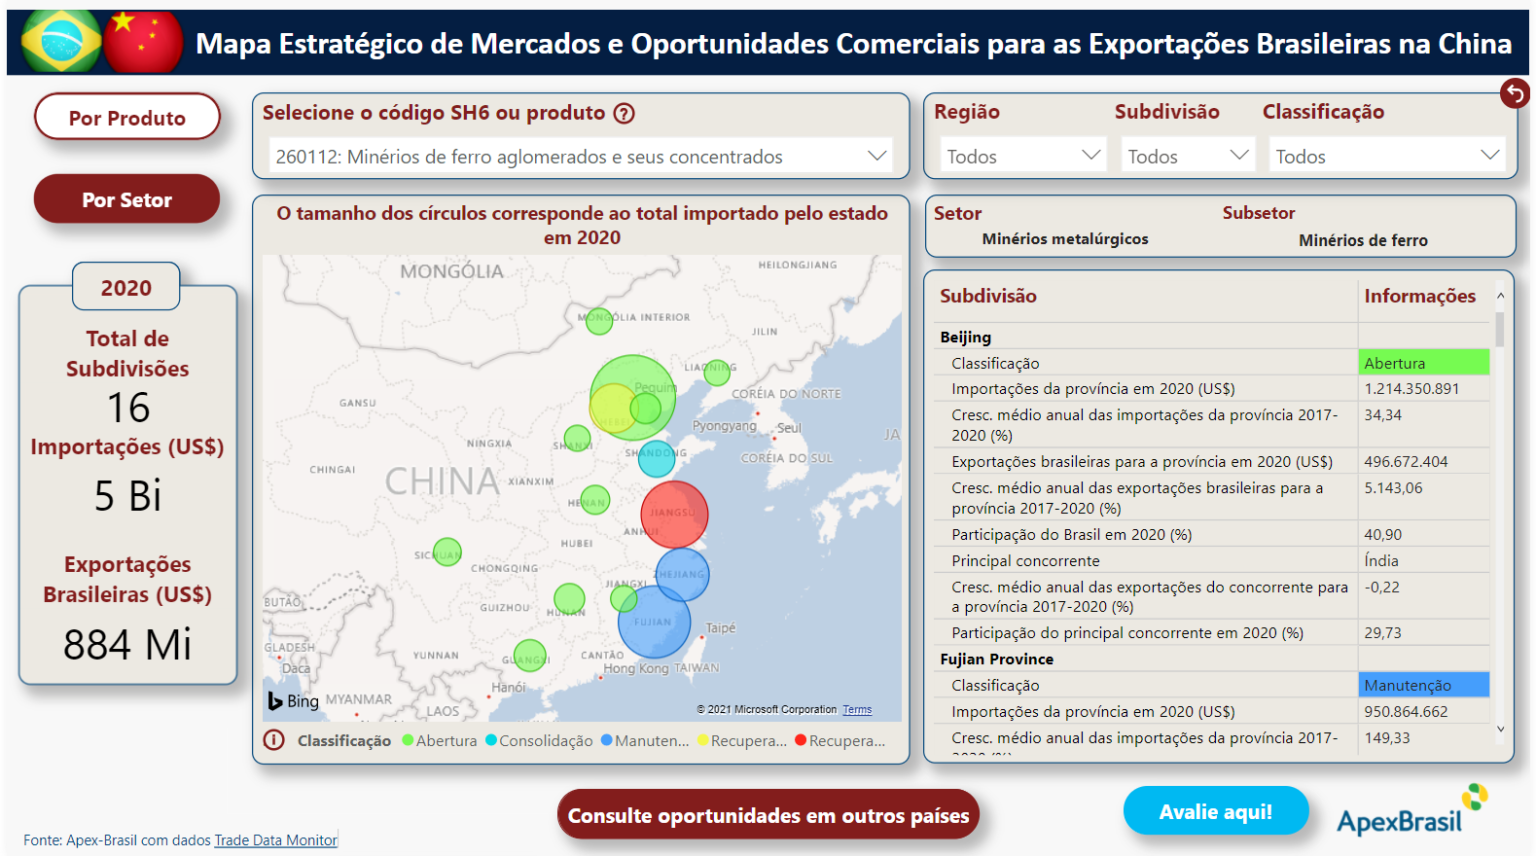 Mapa Estratégico de Mercados e Oportunidades Comerciais para as Exportações Brasileiras na China
Por Produto
Por Setor
2020
Total de
Subdivisões
16
Importações (US$)
5 Bi
Exportações
Brasileiras (US$)
884 Mi
Selecione o código SH6 ou produto ?
260112: Minérios de ferro aglomerados e seus concentrados
Região
Subdivisão
Classificação
Todos
Todos
Todos
O tamanho dos círculos corresponde ao total importado pelo estado
em 2020
MONGÓLIA
HEILONGJIANG
MONGÓLIA INTERIOR
JILIN
LIAONING
Pequim
CORÉIA DO NORTE
GANSU
HEBEI
Pyongyang
Seul
JA
NINGXIA
SHANXI
SHANDONG
CORÉIA DO SUL
CHINGAI
CHINA
XIANXIM
HENAN
JIANGSU
ANHUI
HUBEI
SICHUAN
CHONGQING
ZHEJIANG
JIANGXI
BUTÃO
GUIZHOU
HUNAN
FUJIAN
Taipé
GLADESH
Daca
YUNNAN
GUANGXI
CANTÃO
Hong Kong
TAIWAN
Hanói
MYANMAR
LAOS
Bing
© 2021 Microsoft Corporation Terms
Classificação Abertura Consolidação Manuten... Recupera... Recupera...
Setor
Subsetor
Minérios metalúrgicos
Minérios de ferro
Subdivisão Informações
Beijing
Classificação Abertura
Importações da província em 2020 (US$) 1.214.350.891
Cresc. médio anual das importações da província 2017- 34,34
2020 (%)
Exportações brasileiras para a província em 2020 (US$) 496.672.404
Cresc. médio anual das exportações brasileiras para a 5.143,06
província 2017-2020 (%)
Participação do Brasil em 2020 (%) 40,90
Principal concorrente Índia
Cresc. médio anual das exportações do concorrente para -0,22
a província 2017-2020 (%)
Participação do principal concorrente em 2020 (%) 29,73
Fujian Province
Classificação Manutenção
Importações da província em 2020 (US$) 950.864.662
Cresc. médio anual das importações da província 2017- 149,33
2020 (%)
Consulte oportunidades em outros países
Avalie aqui!
ApexBrasil
Fonte: Apex-Brasil com dados Trade Data Monitor